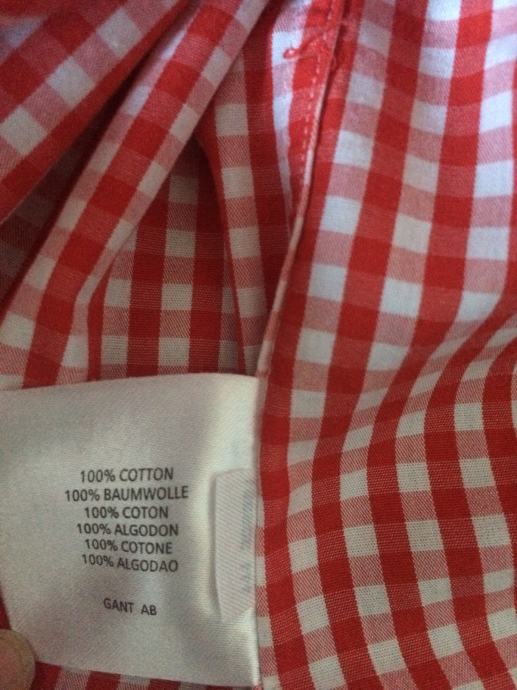 100% COTTON
100% BAUMWOLLE
100% COTON
100% ALGODON
100% COTONE
100% ALGODAO
GANT AB